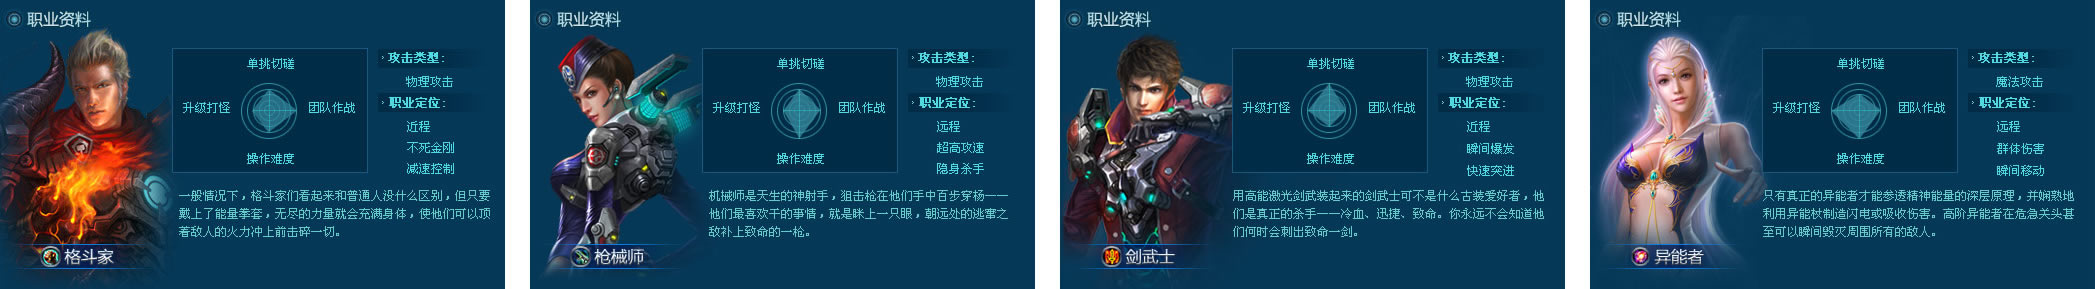 职业资料
单挑切磋
升级打怪
团队作战
操作难度
攻击类型：
物理攻击
职业定位：
近程
不死金刚
减速控制
一般情况下，格斗家们看起来和普通人没什么区别，但只要
戴上了能量拳套，无尽的力量就会充满身体，使他们可以顶
着敌人的火力冲上前击碎一切。
格斗家
职业资料
单挑切磋
升级打怪
团队作战
操作难度
攻击类型：
物理攻击
职业定位：
远程
超高攻速
隐身杀手
机械师是天生的神射手，狙击枪在他们手中百步穿杨——
他们最喜欢干的事情，就是眯上一只眼，朝远处的逃窜之
敌补上致命的一枪。
枪械师
职业资料
单挑切磋
升级打怪
团队作战
操作难度
攻击类型：
物理攻击
职业定位：
近程
瞬间爆发
快速突进
用高能激光剑武装起来的剑武士可不是什么古装爱好者，他
们是真正的杀手——冷血、迅捷、致命。你永远不会知道他
们何时会刺出致命一剑。
剑武士
职业资料
单挑切磋
升级打怪
团队作战
操作难度
攻击类型：
魔法攻击
职业定位：
远程
群体伤害
瞬间移动
只有真正的异能者才能参透精神能量的深层原理，并娴熟地
利用异能杖制造闪电或吸收伤害。高阶异能者在危急关头甚
至可以瞬间毁灭周围所有的敌人。
异能者